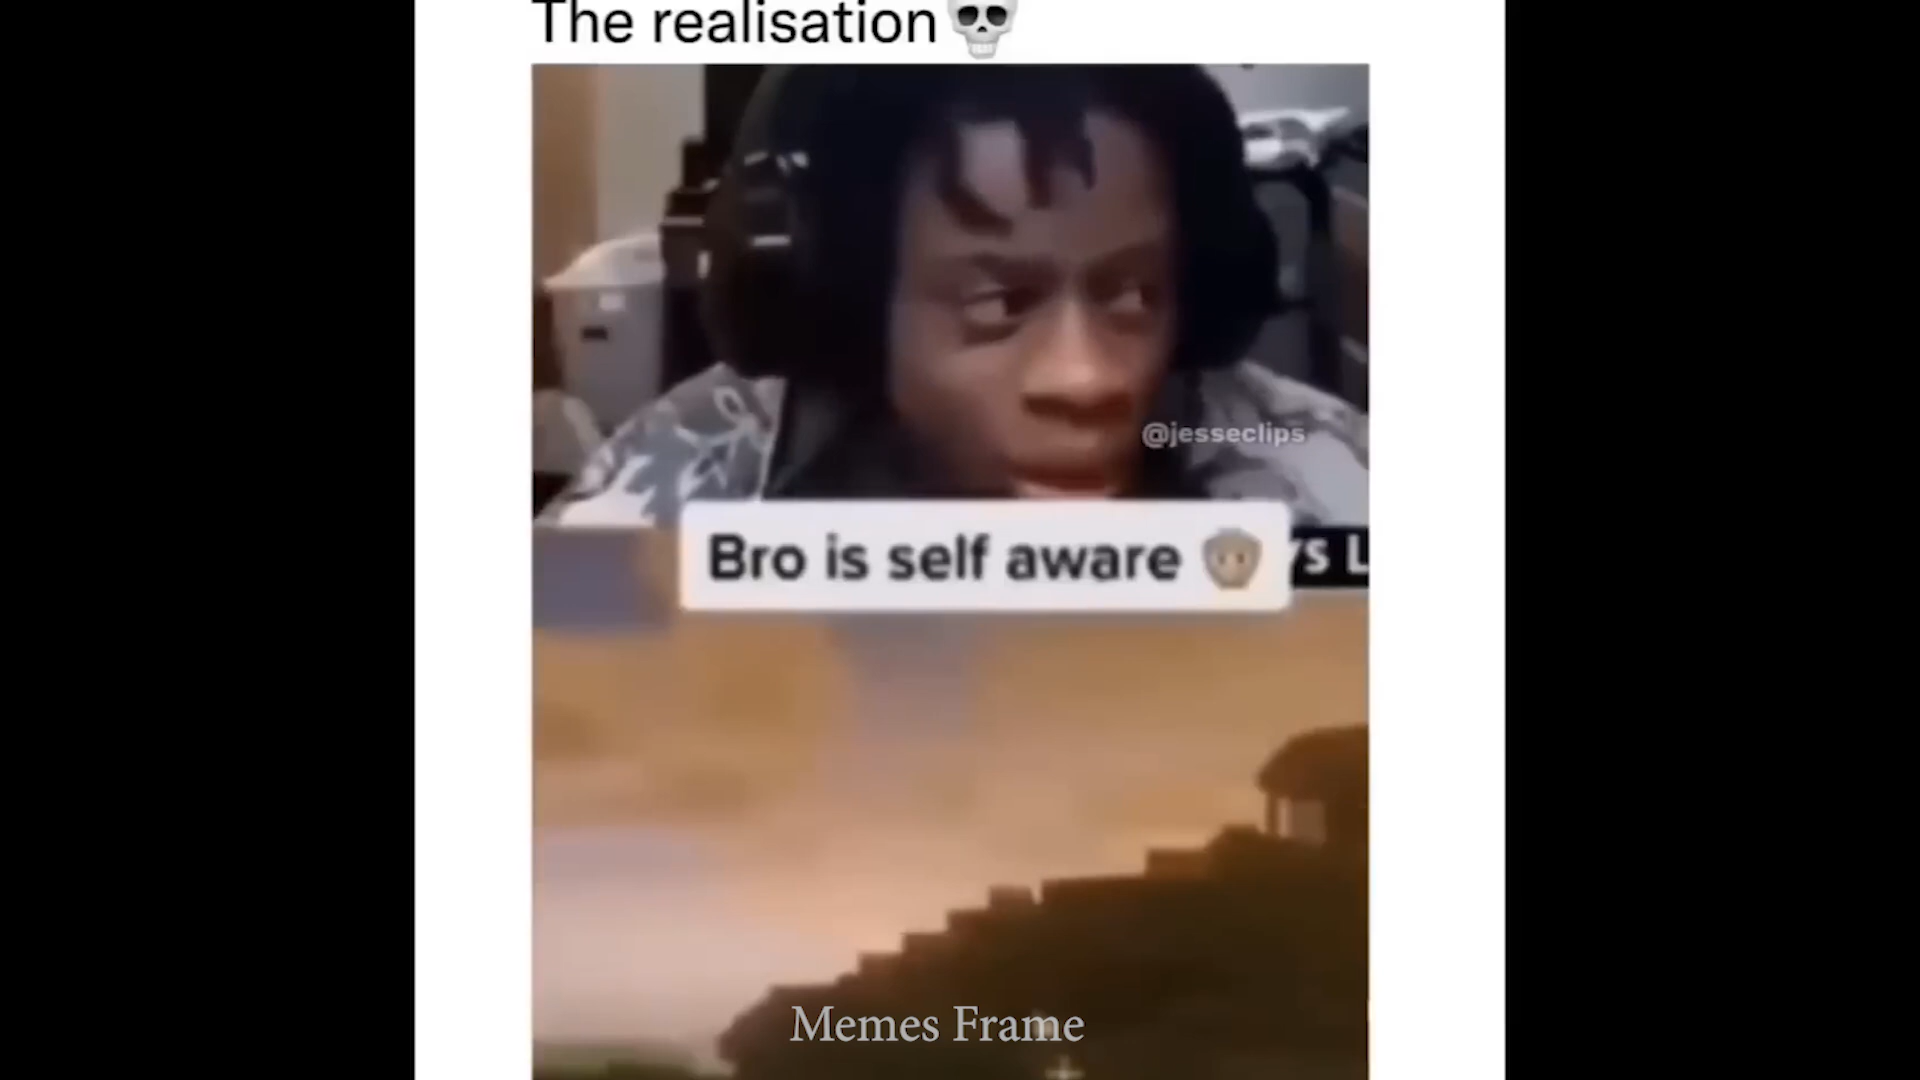 The realisation💀
@jesseclips
Bro is self aware
Memes Frame